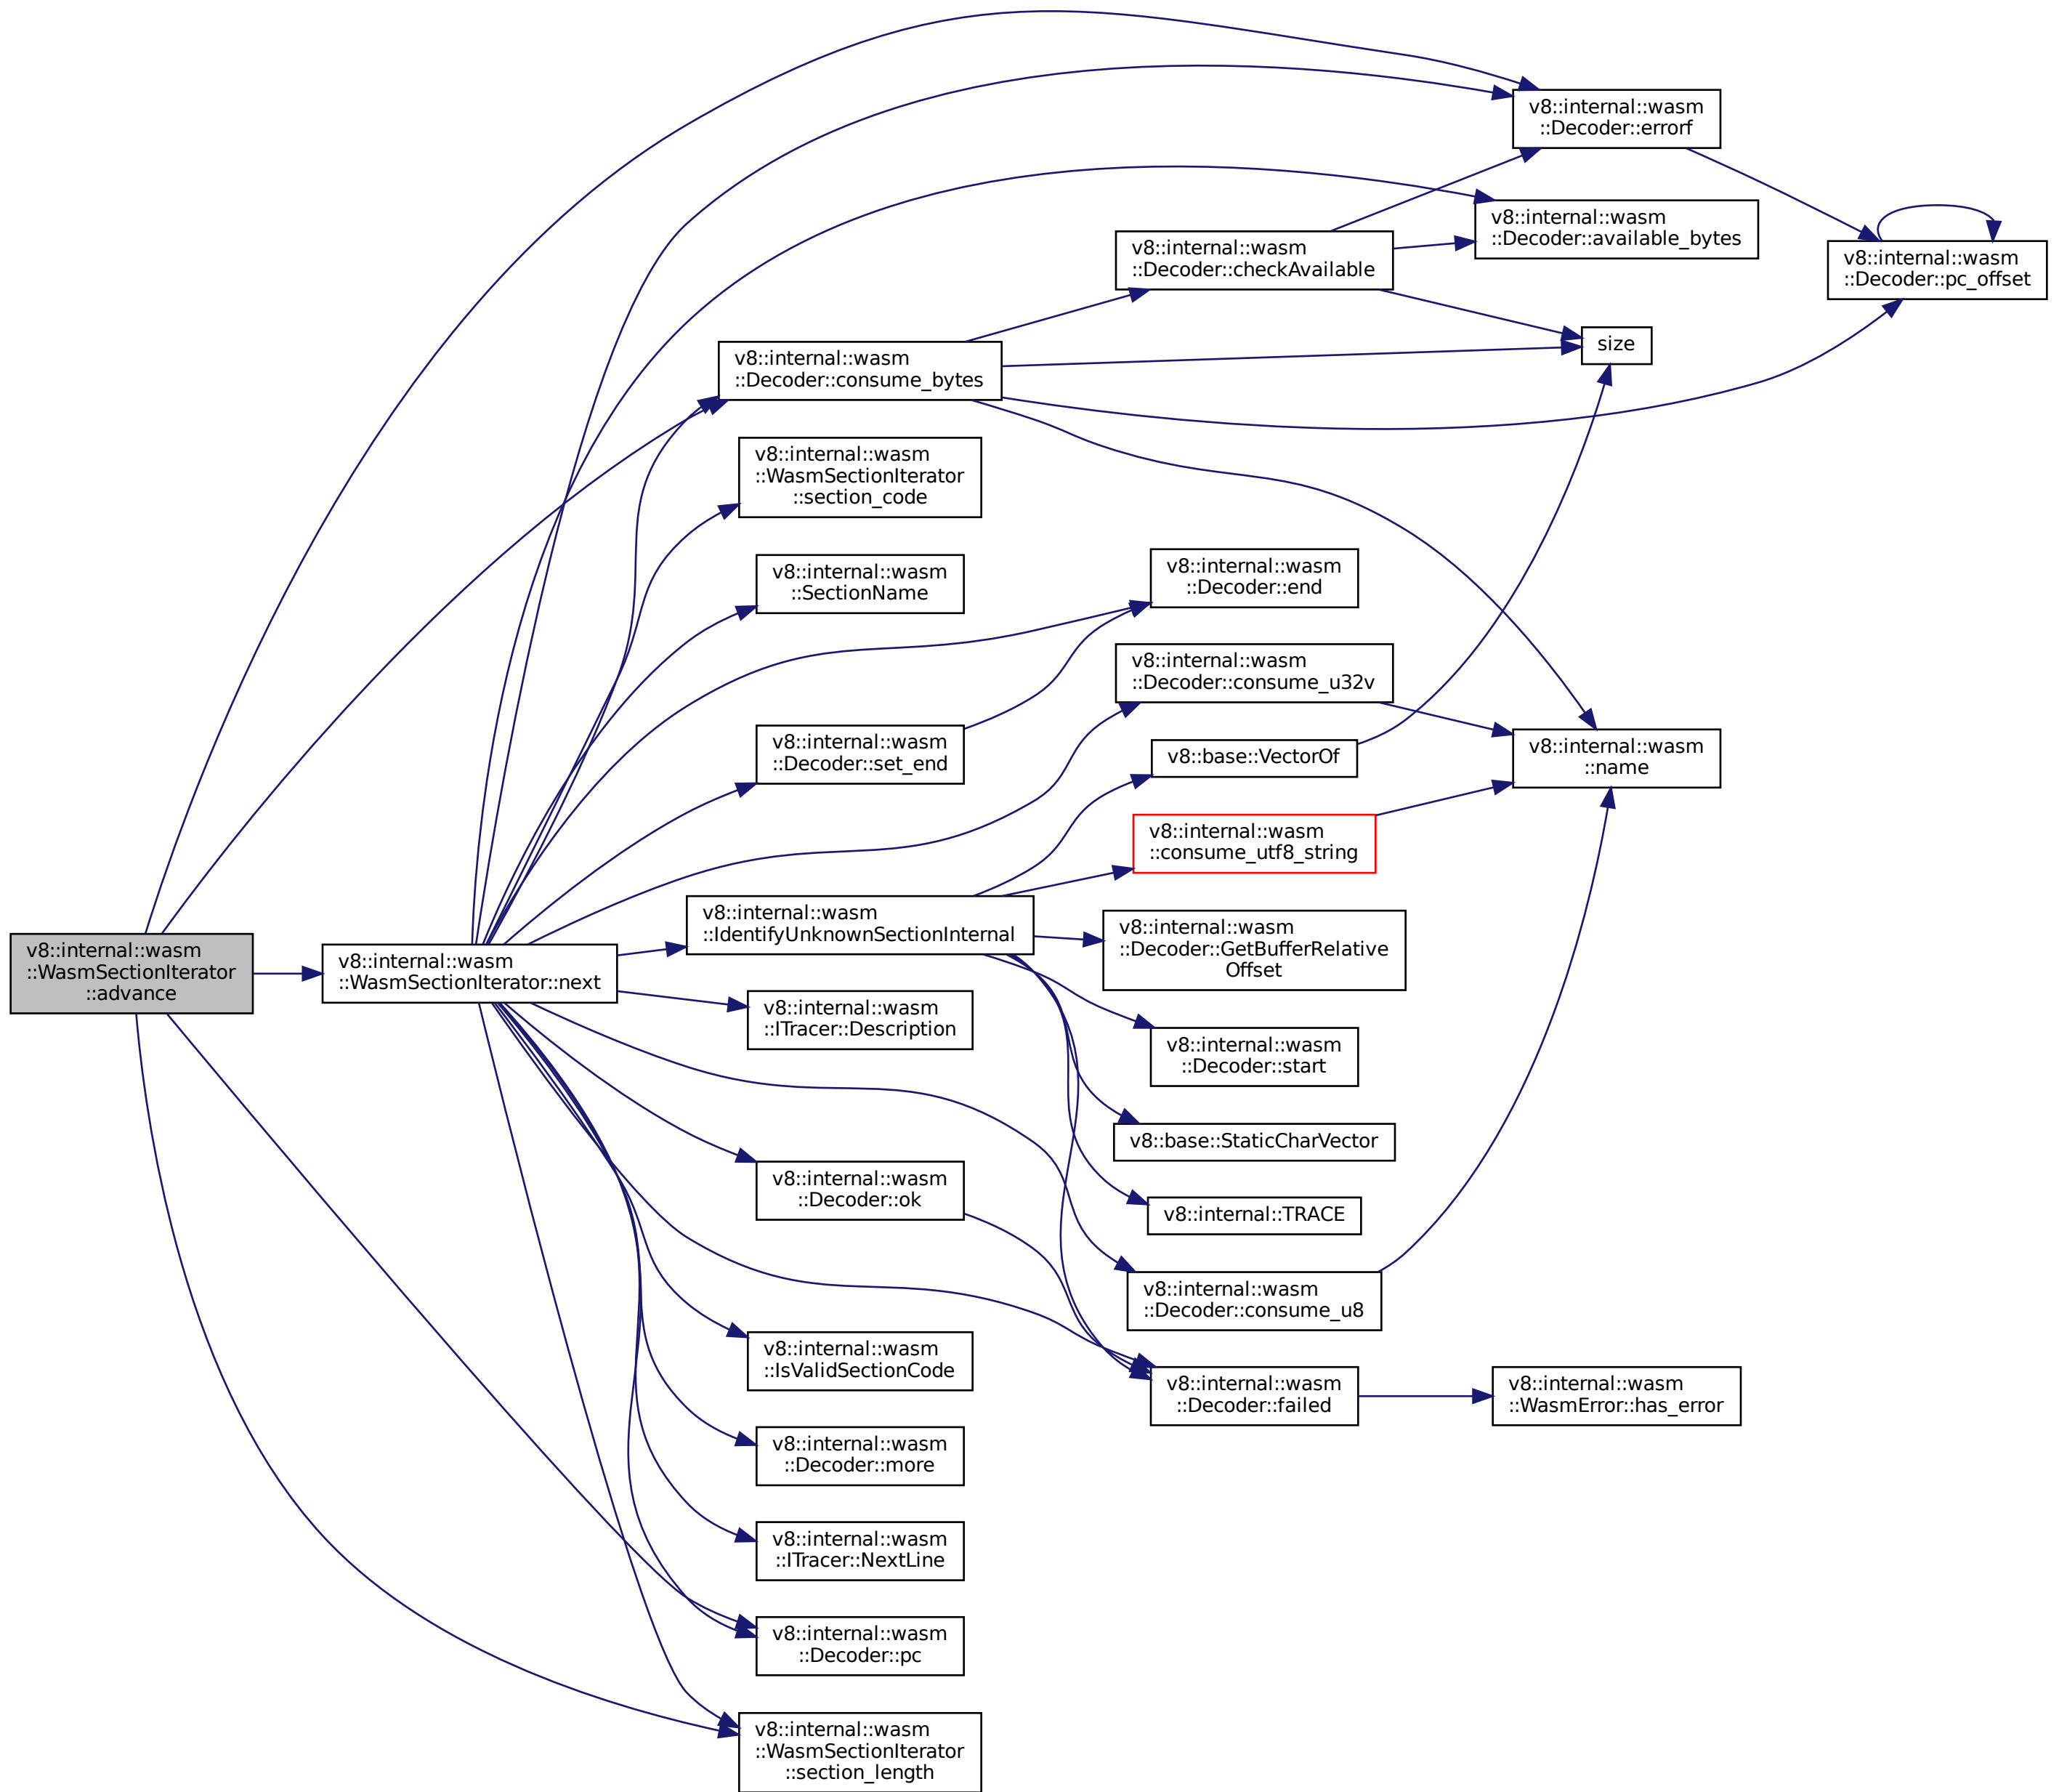 v8::internal::wasm
::Decoder::errorf
v8::internal::wasm
::Decoder::available_bytes
v8::internal::wasm
::Decoder::checkAvailable
v8::internal::wasm
::Decoder::pc_offset
size
v8::internal::wasm
::Decoder::consume_bytes
v8::internal::wasm
::WasmSectionIterator
::section_code
v8::internal::wasm
::SectionName
v8::internal::wasm
::Decoder::end
v8::internal::wasm
::Decoder::consume_u32v
v8::internal::wasm
::Decoder::set_end
v8::base::VectorOf
v8::internal::wasm
::name
v8::internal::wasm
::consume_utf8_string
v8::internal::wasm
::IdentifyUnknownSectionInternal
v8::internal::wasm
::Decoder::GetBufferRelative
Offset
v8::internal::wasm
::WasmSectionIterator
::advance
v8::internal::wasm
::WasmSectionIterator::next
v8::internal::wasm
::ITracer::Description
v8::internal::wasm
::Decoder::start
v8::base::StaticCharVector
v8::internal::wasm
::Decoder::ok
v8::internal::TRACE
v8::internal::wasm
::Decoder::consume_u8
v8::internal::wasm
::IsValidSectionCode
v8::internal::wasm
::Decoder::failed
v8::internal::wasm
::WasmError::has_error
v8::internal::wasm
::Decoder::more
v8::internal::wasm
::ITracer::NextLine
v8::internal::wasm
::Decoder::pc
v8::internal::wasm
::WasmSectionIterator
::section_length